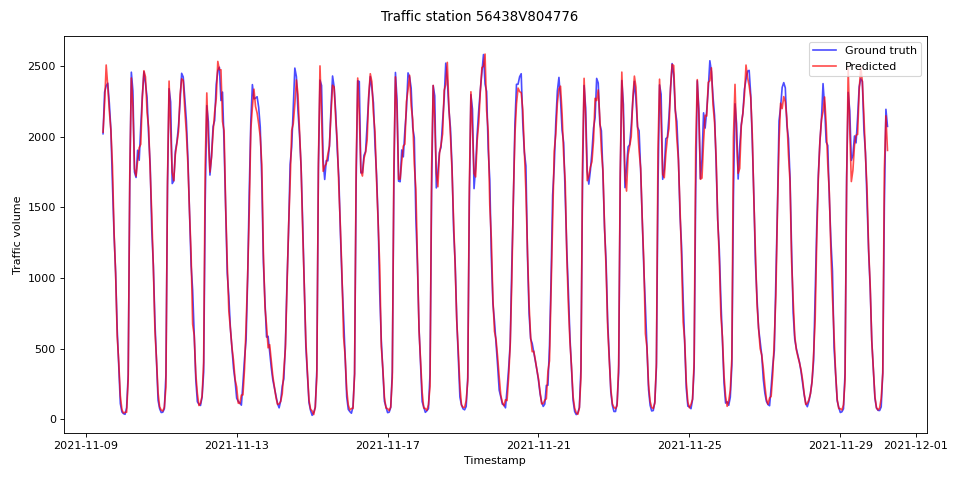 Traffic station 56438V804776
Ground truth
Predicted
Traffic volume
2500
2000
1500
1000
500
0
2021-11-09
2021-11-13
2021-11-17
2021-11-21
2021-11-25
2021-11-29
2021-12-01
Timestamp